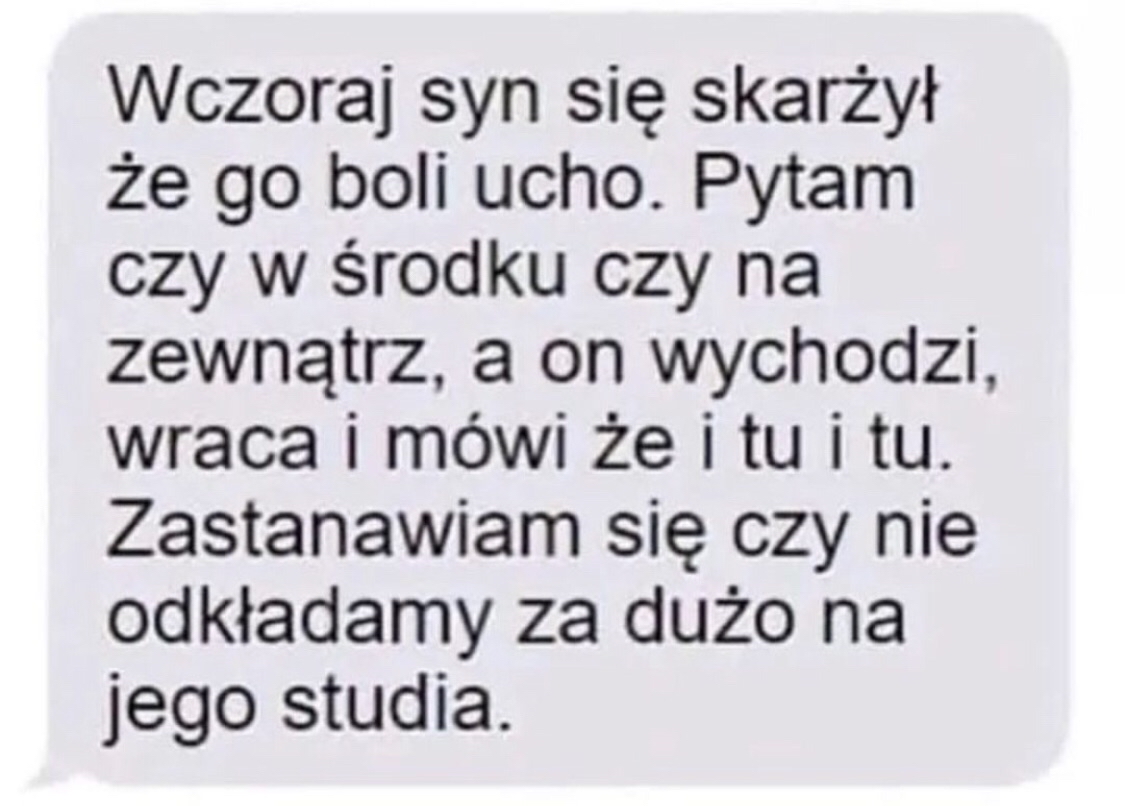 Wczoraj syn się skarżył
że go boli ucho. Pytam
czy w środku czy na
zewnątrz, a on wychodzi,
wraca i mówi że i tu i tu.
Zastanawiam się czy nie
odkładamy za dużo na
jego studia.